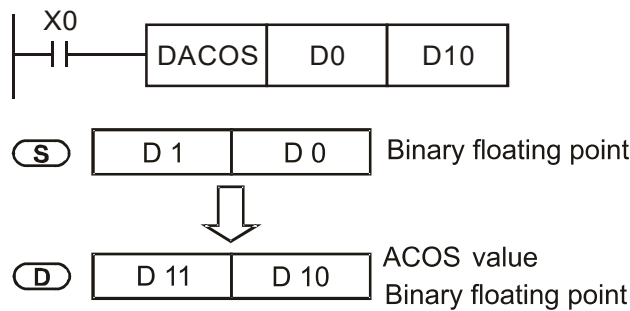 X0
DACOS D0 D10
S D 1 D 0 Binary floating point
D D 11 D 10 ACOS value
Binary floating point